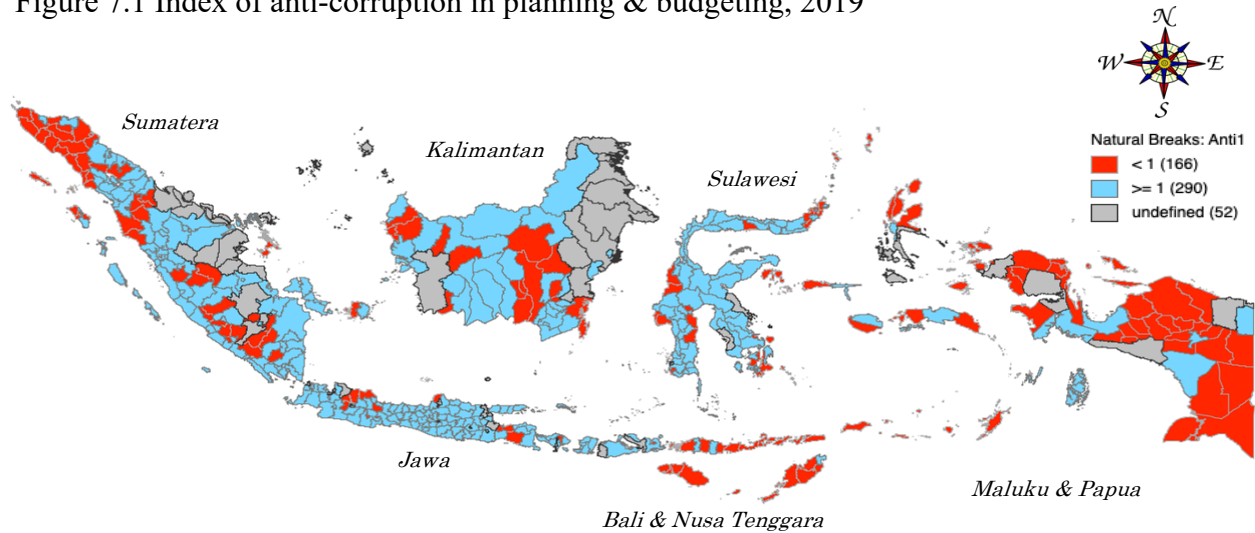 Figure 7.1 Index of anti-corruption in planning & budgeting, 2019
N
W E
S
Sumatera
Kalimantan
Sulawesi
Natural Breaks: Anti1
< 1 (166)
>= 1 (290)
undefined (52)
Jawa
Maluku & Papua
Bali & Nusa Tenggara